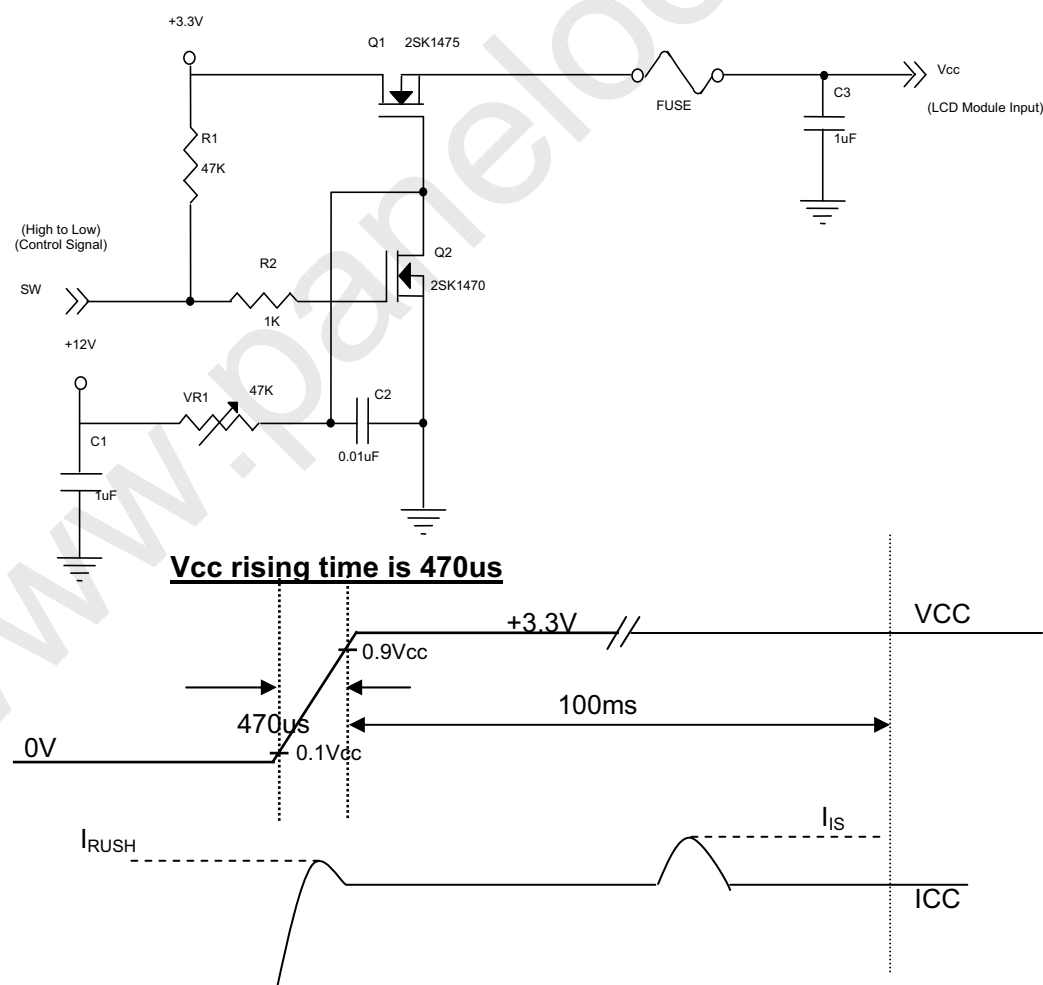 +3.3V
Q1 2SK1475
Vcc
FUSE
C3
(LCD Module Input)
R1
47K
1uF
(High to Low)
(Control Signal)
R2
Q2
SW
2SK1470
1K
+12V
VR1
47K
C2
C1
0.01uF
1uF
www.paneloo
Vcc rising time is 470us
+3.3V
VCC
0.9Vcc
100ms
470us
0V
0.1Vcc
IRUSH
IIS
ICC